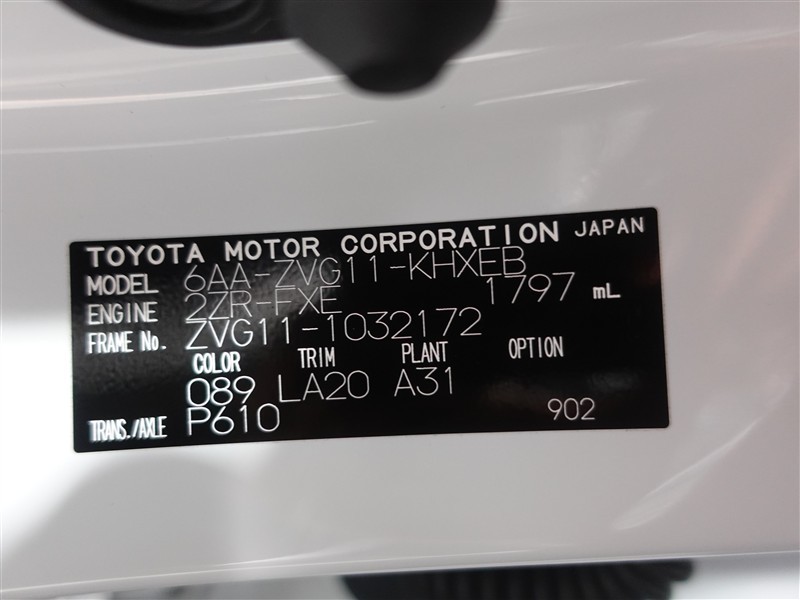 TOYOTA MOTOR CORPORATION JAPAN
MODEL 6AA-ZVG11-KHXEB
ENGINE 2ZR-FXE 1797 mL
FRAME No. ZVG11-1032172
COLOR TRIM PLANT OPTION
089 LA20 A31
TRANS./AXLE P610 902